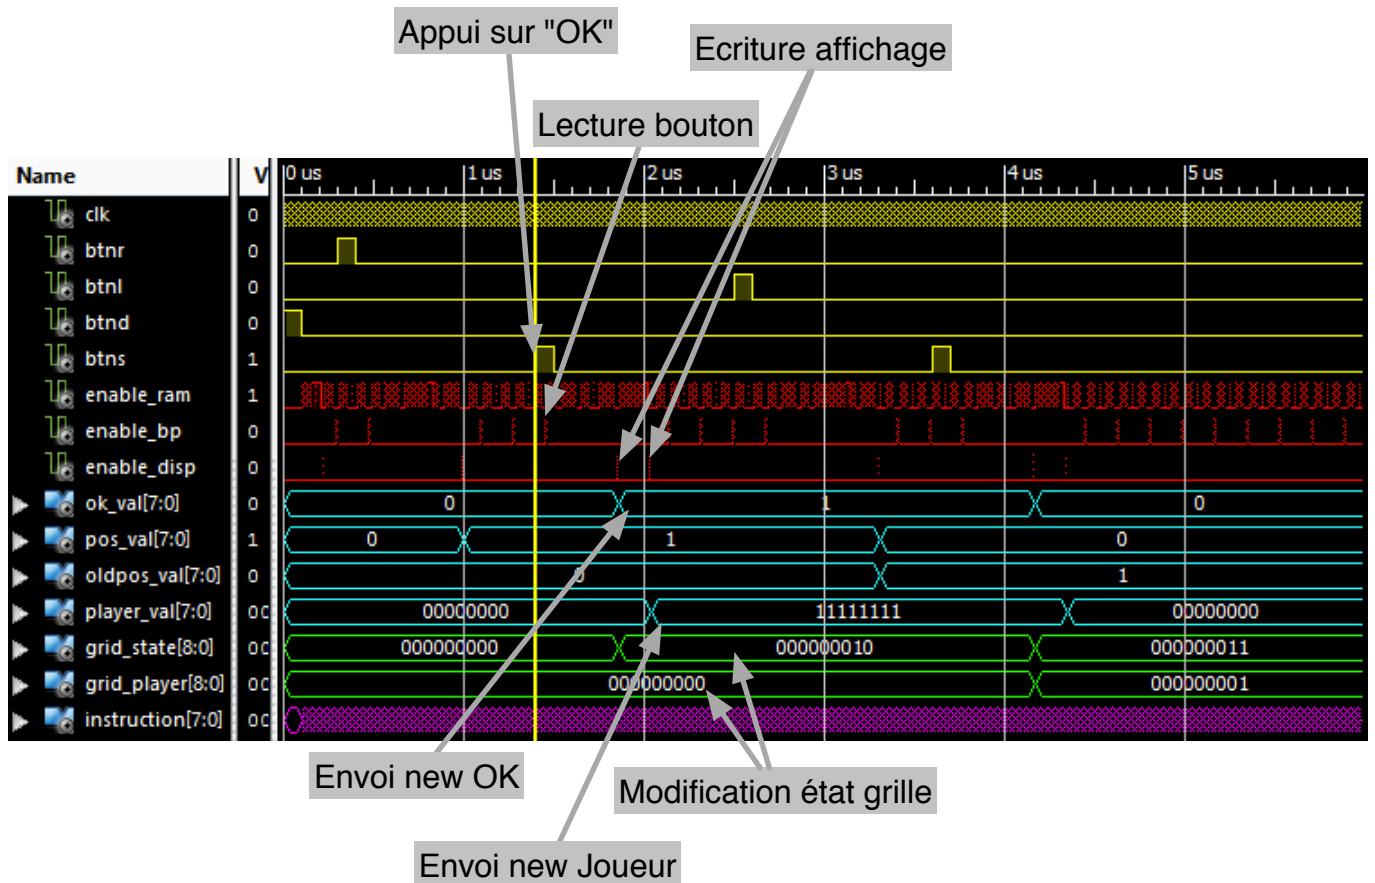 Appui sur "OK"
Ecriture affichage
Lecture bouton
Name V 0 us 1 us 2 us 3 us 4 us 5 us
clk 0
btnr 0
btnl 0
btnd 0
btns 1
enable_ram 1
enable_bp 0
enable_disp 0
ok_val[7:0] 0 0 1 0
pos_val[7:0] 1 0 1 0
oldpos_val[7:0] 0 0 1
player_val[7:0] 00 00000000 11111111 00000000
grid_state[8:0] 00 000000000 000000010 000000011
grid_player[8:0] 00 000000000 000000001
instruction[7:0] 00
Envoi new OK
Modification état grille
Envoi new Joueur